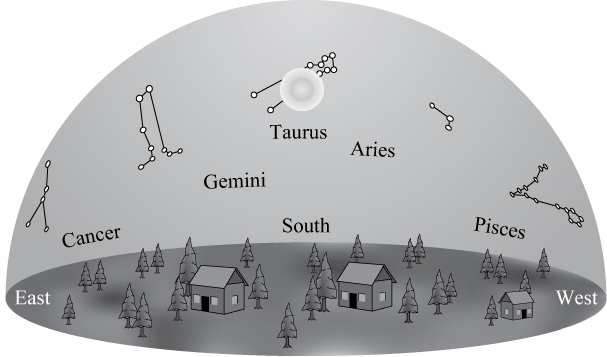 Taurus
Aries
Gemini
Cancer
South
Pisces
East
West